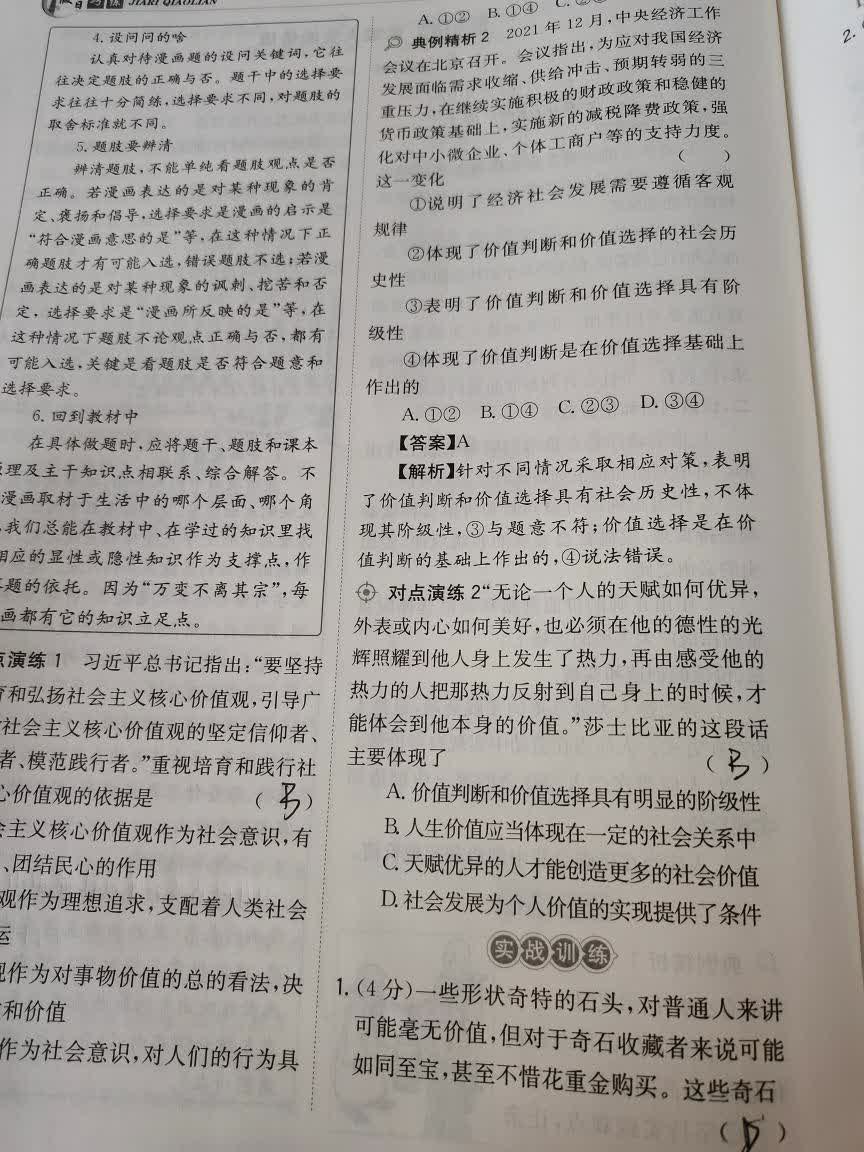 假日巧练 JIARI QIAOLIAN
4. 设问问的啥
认真对待漫画题的设问关键词,它往
往决定题肢的正确与否。题干中的选择要
求往往十分简练,选择要求不同,对题肢的
取舍标准就不同。
5. 题肢要辨清
辨清题肢,不能单纯看题肢观点是否
正确。若漫画表达的是对某种现象的肯
定、褒扬和倡导,选择要求是漫画的启示是
“符合漫画意思的是”等,在这种情况下正
确题肢才有可能入选,错误题肢不选;若漫
画表达的是对某种现象的讽刺、挖苦和否
定,选择要求是“漫画所反映的是”等,在
这种情况下题肢不论观点正确与否,都有
可能入选,关键是看题肢是否符合题意和
选择要求。
6. 回到教材中
在具体做题时,应将题干、题肢和课本
理及主干知识点相联系、综合解答。不
漫画取材于生活中的哪个层面、哪个角
,我们总能在教材中、在学过的知识里找
相应的显性或隐性知识作为支撑点,作
题的依托。因为“万变不离其宗”,每
画都有它的知识立足点。
点演练1 习近平总书记指出:“要坚持
育和弘扬社会主义核心价值观,引导广
社会主义核心价值观的坚定信仰者、
者、模范践行者。”重视培育和践行社
心价值观的依据是 ( B )
会主义核心价值观作为社会意识,有
、团结民心的作用
观作为理想追求,支配着人类社会
运
观作为对事物价值的总的看法,决
和价值
作为社会意识,对人们的行为具
A. ①② B. ①④ C.
典例精析2 2021年12月,中央经济工作
会议在北京召开。会议指出,为应对我国经济
发展面临需求收缩、供给冲击、预期转弱的三
重压力,在继续实施积极的财政政策和稳健的
货币政策基础上,实施新的减税降费政策,强
化对中小微企业、个体工商户等的支持力度。
这一变化 ( )
①说明了经济社会发展需要遵循客观
规律
②体现了价值判断和价值选择的社会历
史性
③表明了价值判断和价值选择具有阶
级性
④体现了价值判断是在价值选择基础上
作出的
A. ①② B. ①④ C. ②③ D. ③④
【答案】A
【解析】针对不同情况采取相应对策,表明
了价值判断和价值选择具有社会历史性,不体
现其阶级性,③与题意不符;价值选择是在价
值判断的基础上作出的,④说法错误。
对点演练2 “无论一个人的天赋如何优异,
外表或内心如何美好,也必须在他的德性的光
辉照耀到他人身上发生了热力,再由感受他的
热力的人把那热力反射到自己身上的时候,才
能体会到他本身的价值。”莎士比亚的这段话
主要体现了 ( B )
A. 价值判断和价值选择具有明显的阶级性
B. 人生价值应当体现在一定的社会关系中
C. 天赋优异的人才能创造更多的社会价值
D. 社会发展为个人价值的实现提供了条件
实战训练
1. (4分)一些形状奇特的石头,对普通人来讲
可能毫无价值,但对于奇石收藏者来说可能
如同至宝,甚至不惜花重金购买。这些奇石
( D )
2.